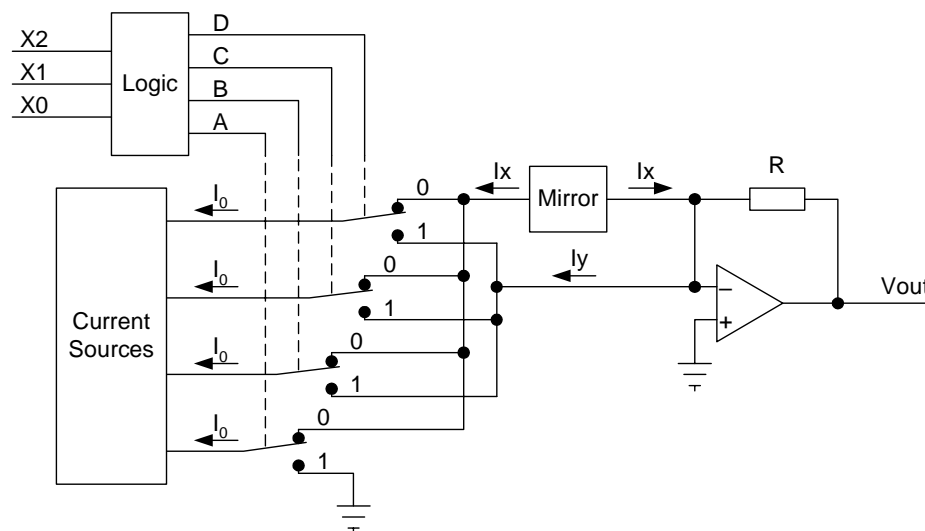 X2
X1
X0
Logic
D
C
B
A
Current
Sources
I0
I0
I0
I0
0
1
0
1
0
1
0
1
Ix
Mirror
Ix
Iy
R
−
+
Vout